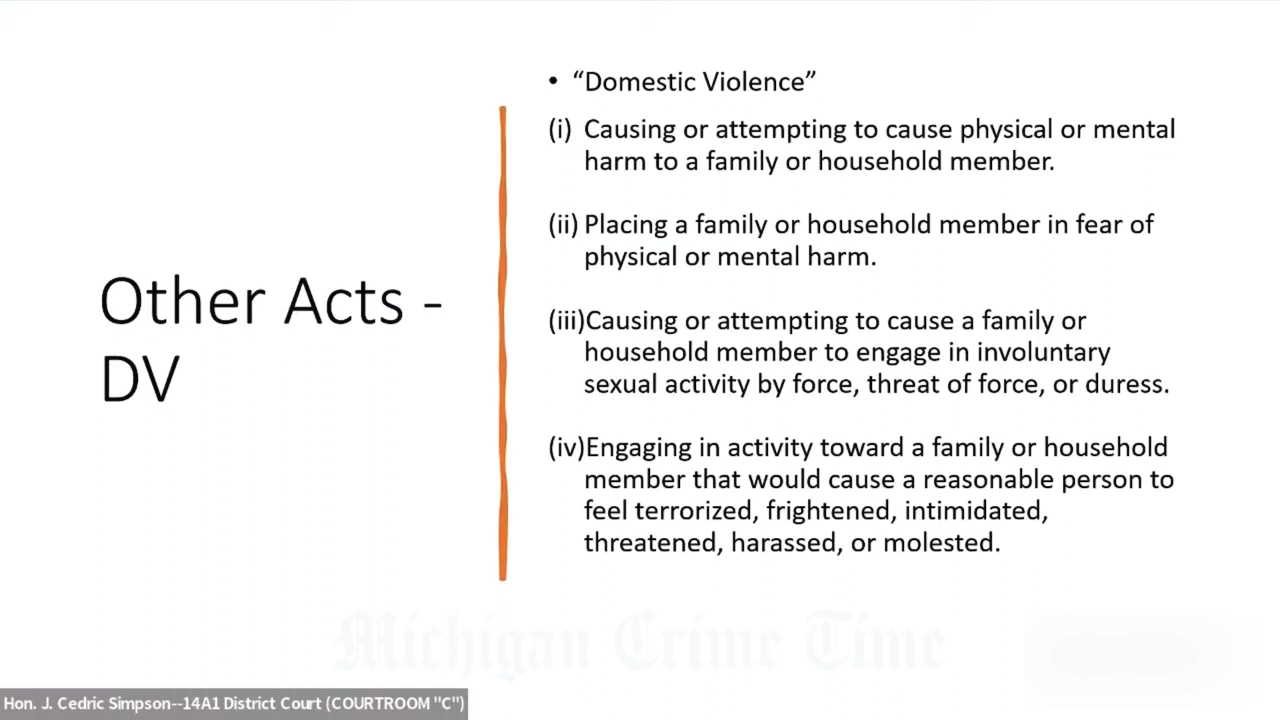 Other Acts -
DV
• “Domestic Violence”
(i) Causing or attempting to cause physical or mental
harm to a family or household member.
(ii) Placing a family or household member in fear of
physical or mental harm.
(iii)Causing or attempting to cause a family or
household member to engage in involuntary
sexual activity by force, threat of force, or duress.
(iv)Engaging in activity toward a family or household
member that would cause a reasonable person to
feel terrorized, frightened, intimidated,
threatened, harassed, or molested.
Michigan Crime Time
Hon. J. Cedric Simpson--14A1 District Court (COURTROOM "C")